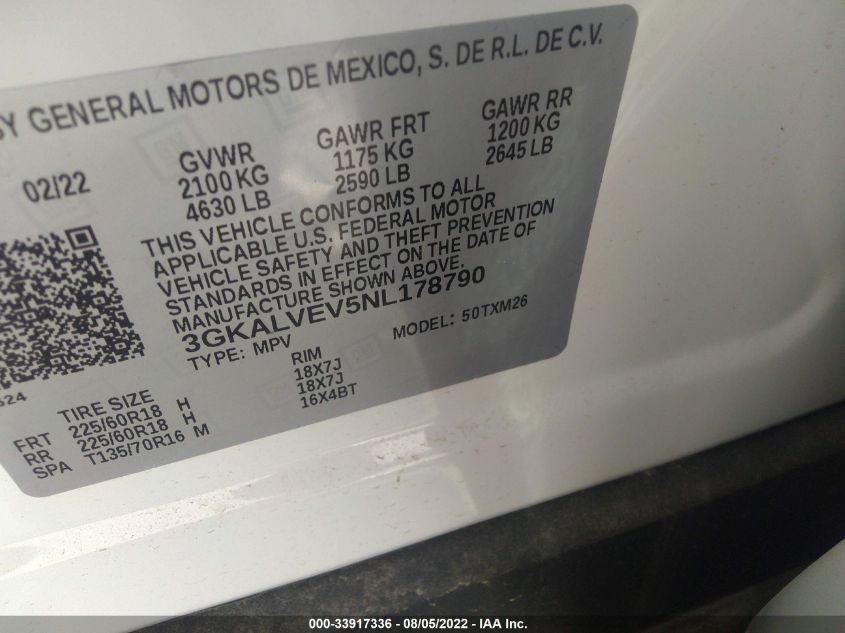 BY GENERAL MOTORS DE MEXICO, S. DE R.L. DE C.V.
02/22
GVWR
2100 KG
4630 LB
GAWR FRT
1175 KG
2590 LB
GAWR RR
1200 KG
2645 LB
THIS VEHICLE CONFORMS TO ALL
APPLICABLE U.S. FEDERAL MOTOR
VEHICLE SAFETY AND THEFT PREVENTION
STANDARDS IN EFFECT ON THE DATE OF
MANUFACTURE SHOWN ABOVE.
3GKALVEV5NL178790
TYPE: MPV
MODEL: 50TXM26
TIRE SIZE RIM
FRT 225/60R18 H 18X7J
RR 225/60R18 H 18X7J
SPA T135/70R16 M 16X4BT
000-33917336 - 08/05/2022 - IAA Inc.